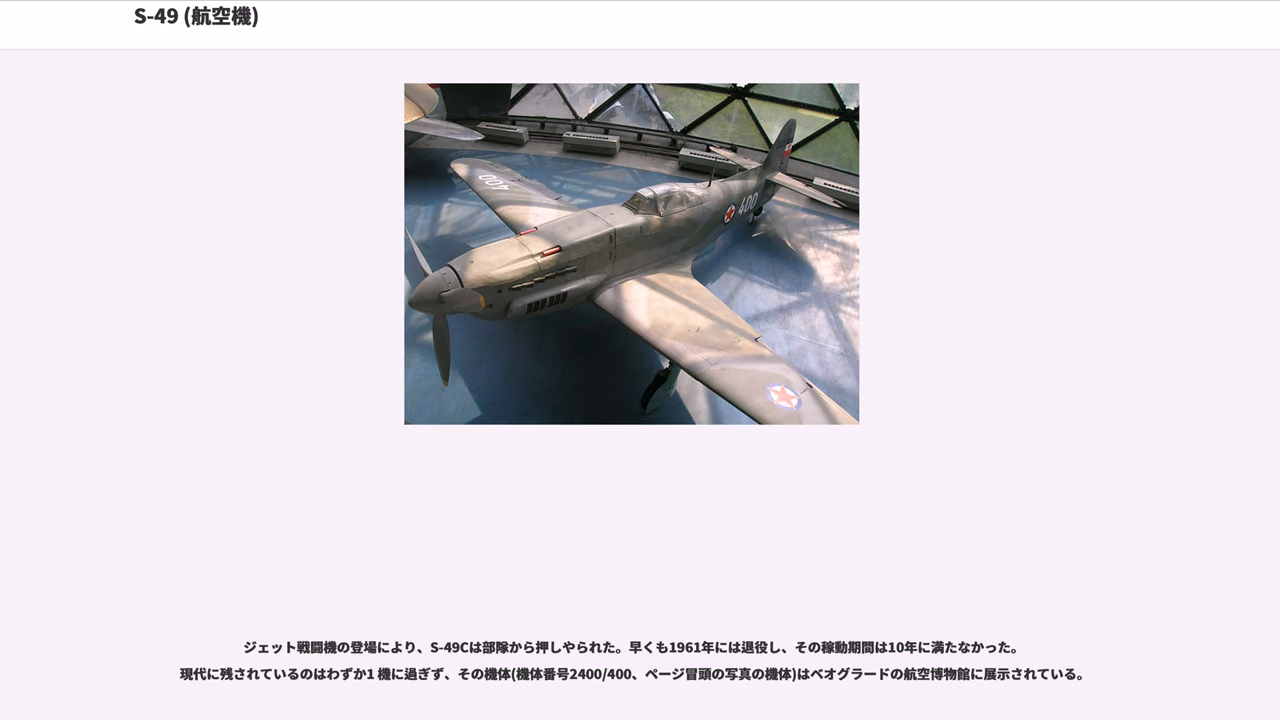 S-49 (航空機)
400
400
ジェット戦闘機の登場により、S-49Cは部隊から押しやられた。早くも1961年には退役し、その稼動期間は10年に満たなかった。
現代に残されているのはわずか1 機に過ぎず、その機体(機体番号2400/400、ページ冒頭の写真の機体)はベオグラードの航空博物館に展示されている。